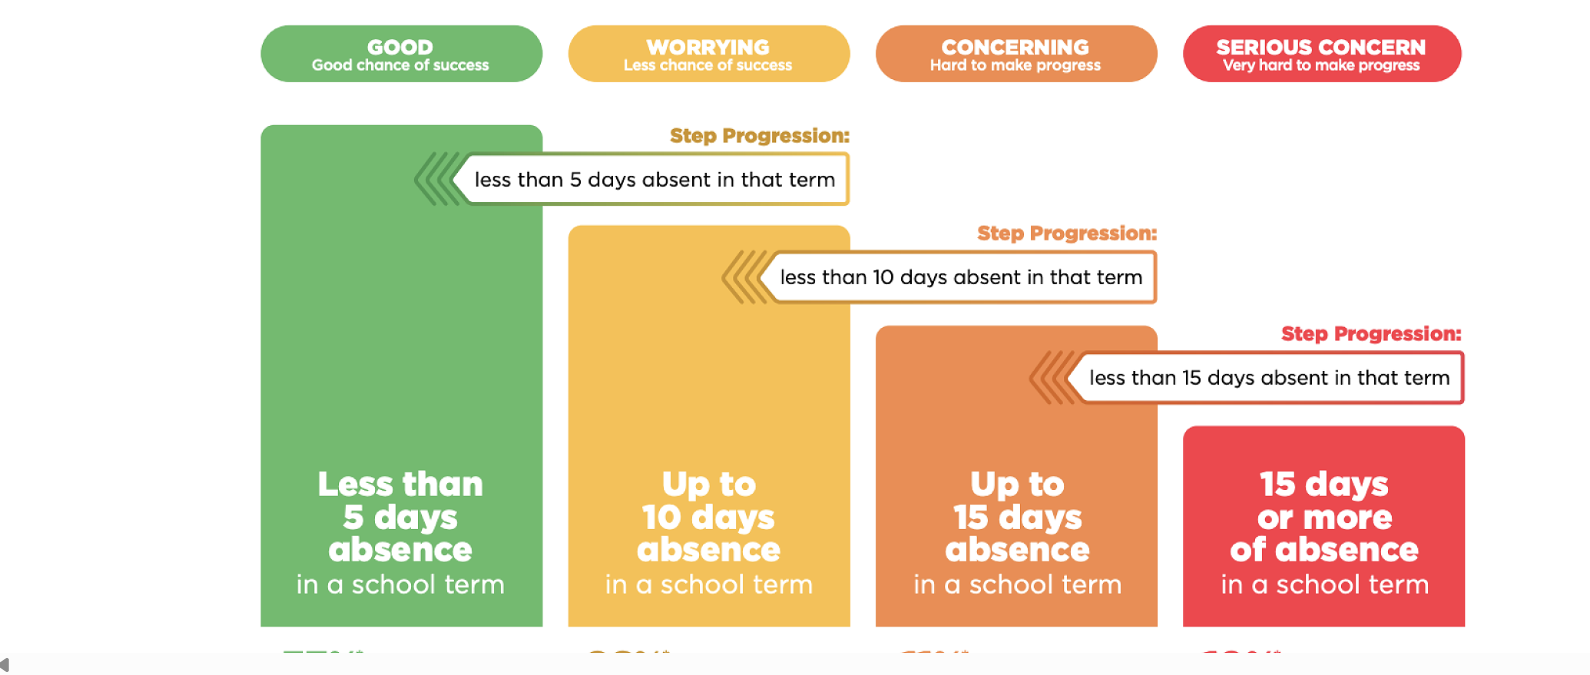 GOOD
Good chance of success
WORRYING
Less chance of success
CONCERNING
Hard to make progress
SERIOUS CONCERN
Very hard to make progress
Step Progression:
less than 5 days absent in that term
Step Progression:
less than 10 days absent in that term
Step Progression:
less than 15 days absent in that term
Less than
5 days
absence
in a school term
Up to
10 days
absence
in a school term
Up to
15 days
absence
in a school term
15 days
or more
of absence
in a school term